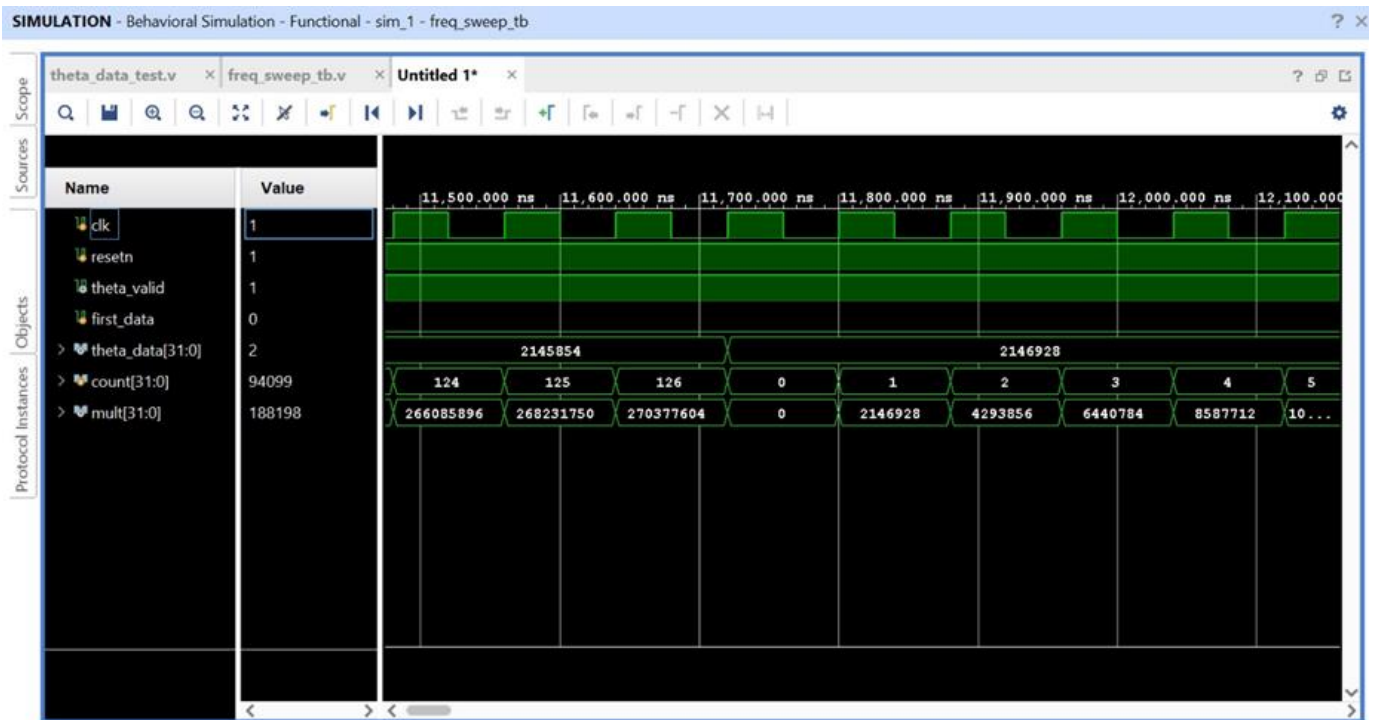 SIMULATION - Behavioral Simulation - Functional - sim_1 - freq_sweep_tb ? ×
Scope
Sources
Objects
Protocol Instances
theta_data_test.v × freq_sweep_tb.v × Untitled 1* × ?
Name Value
11,500.000 ns 11,600.000 ns 11,700.000 ns 11,800.000 ns 11,900.000 ns 12,000.000 ns 12,100.000
clk 1
resetn 1
theta_valid 1
first_data 0
> theta_data[31:0] 2 2145854 2146928
> count[31:0] 94099 124 125 126 0 1 2 3 4 5
> mult[31:0] 188198 266085896 268231750 270377604 0 2146928 4293856 6440784 8587712 10...